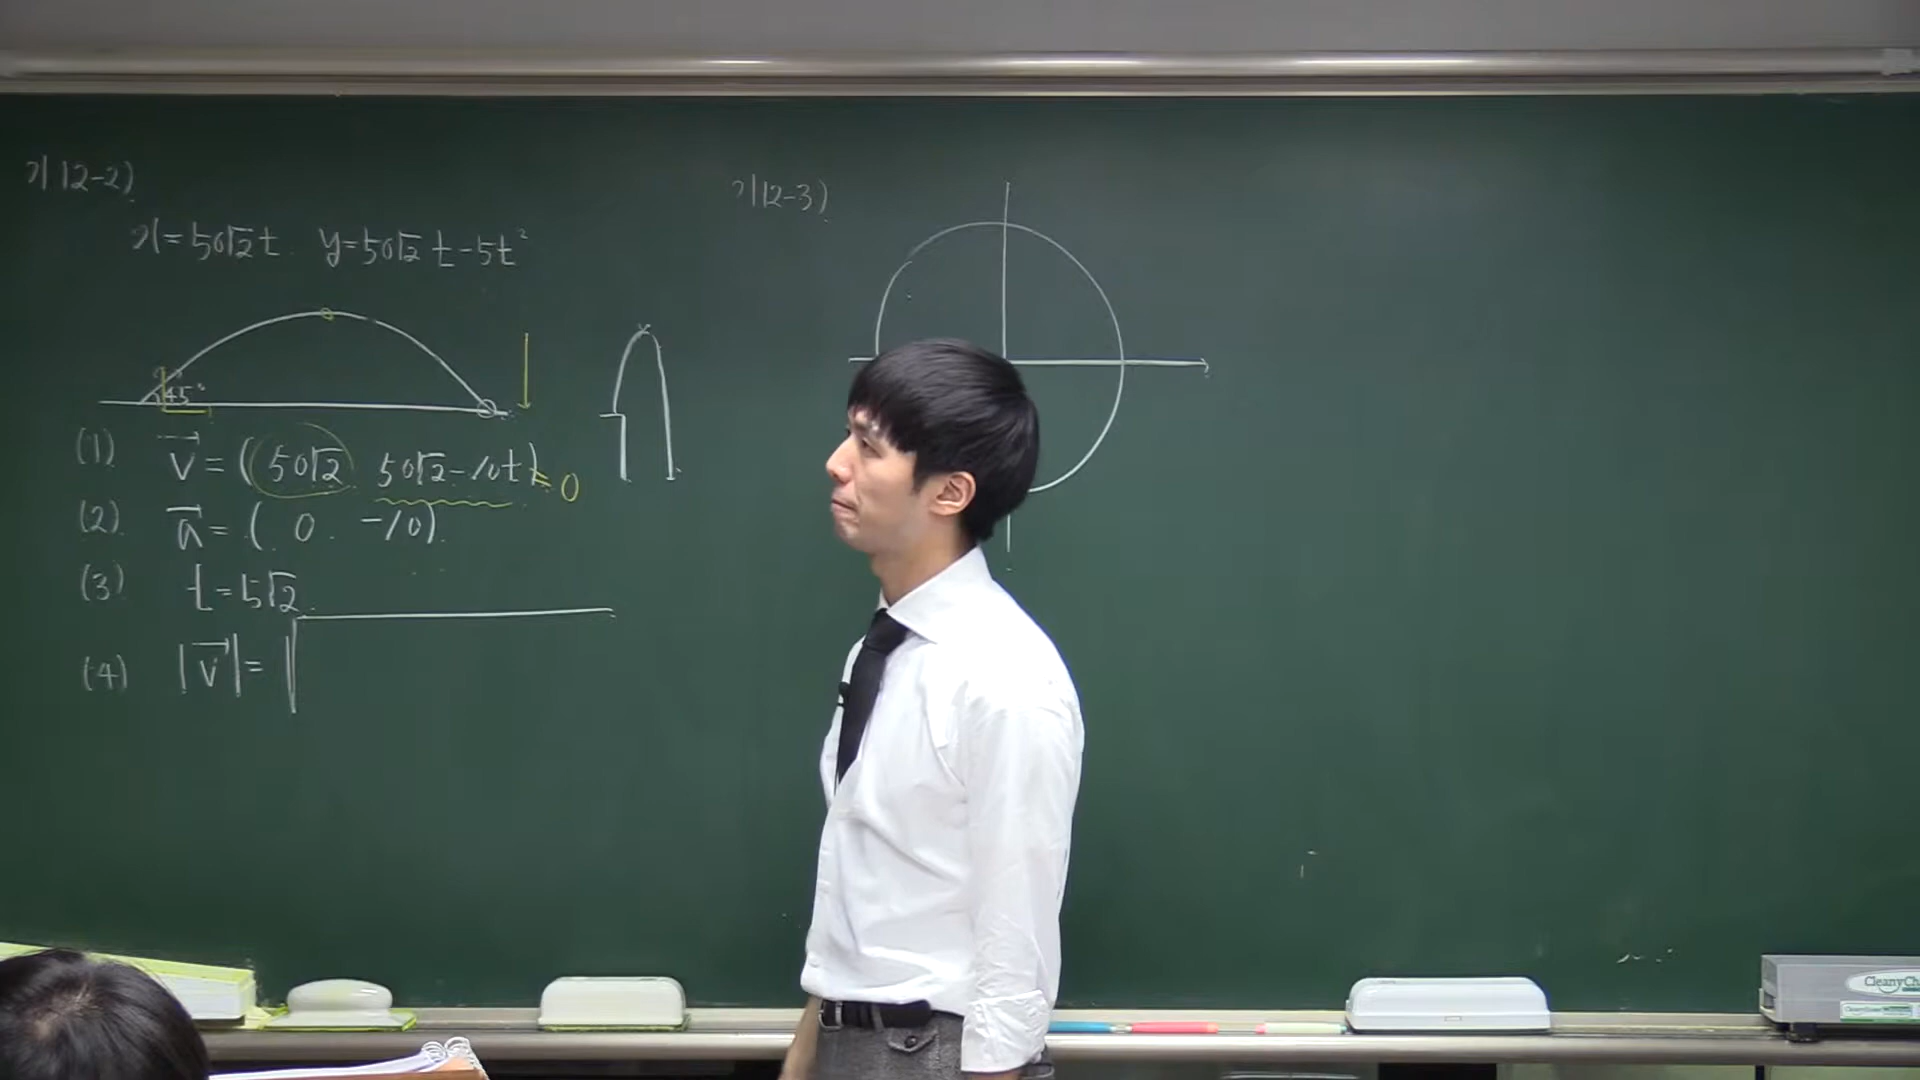 기12-2)
x=50√2t. y=50√2t-5t²
45°
(1) v⃗=(50√2 50√2-10t)=0
(2). a⃗=( 0. -10).
(3) t=5√2.
(4) |v⃗|=√
기12-3)
CleanyCh